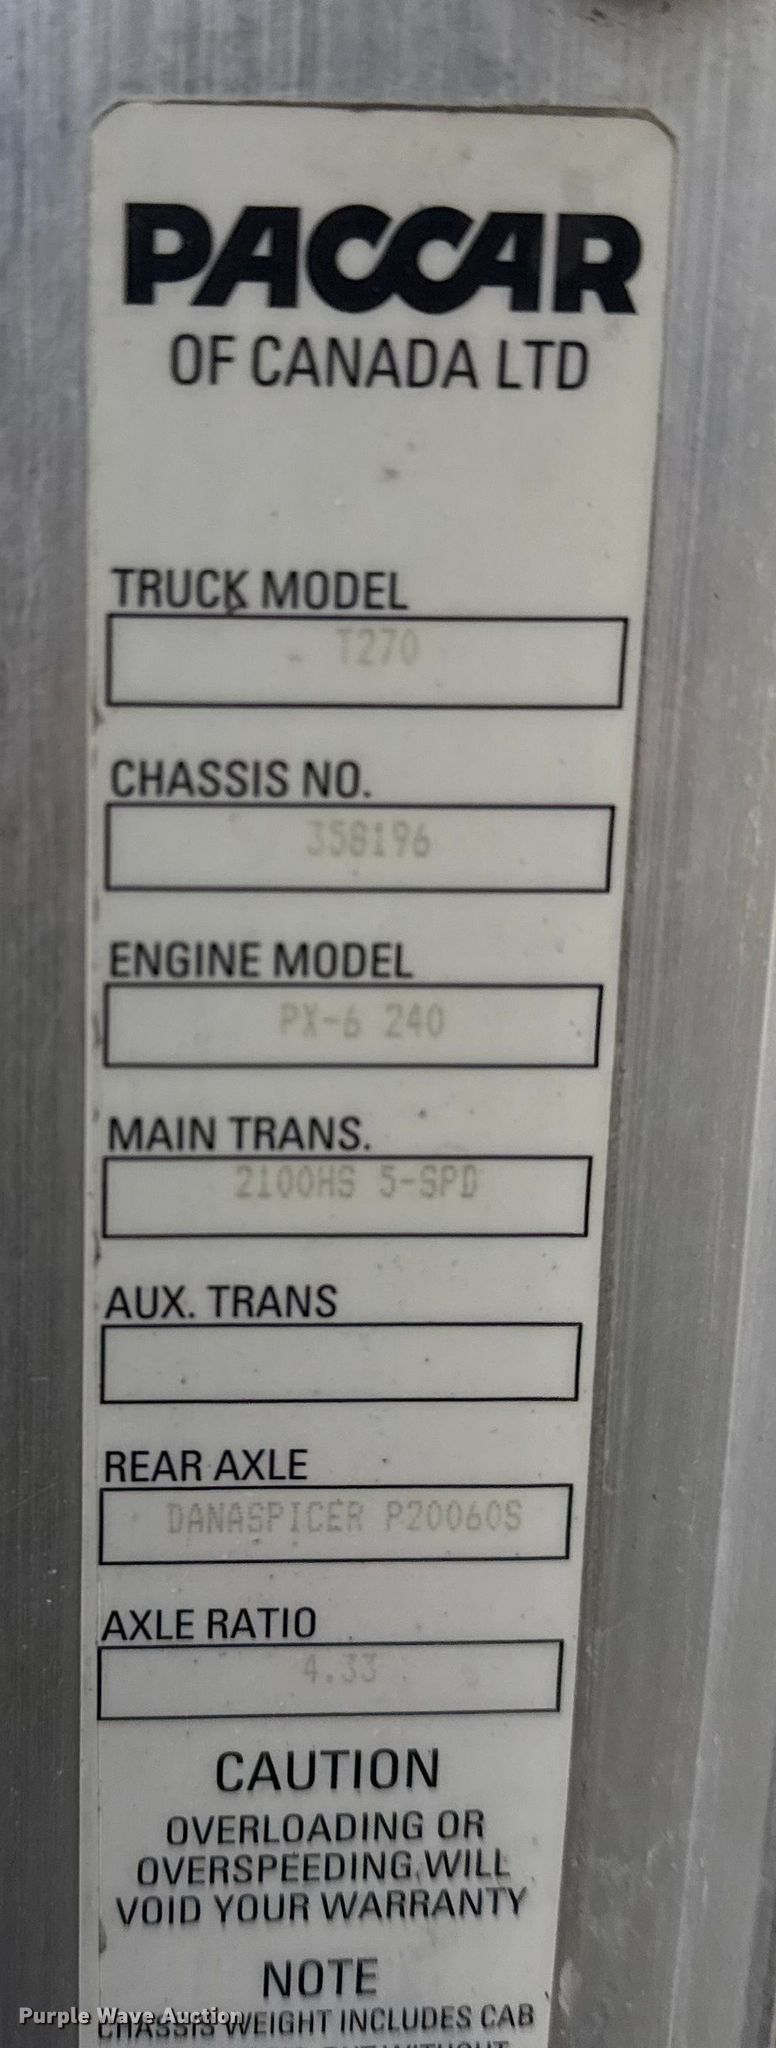 PACCAR
OF CANADA LTD
TRUCK MODEL
T270
CHASSIS NO.
358196
ENGINE MODEL
PX-6 240
MAIN TRANS.
2100HS 5-SPD
AUX. TRANS
REAR AXLE
DANASPICER P20060S
AXLE RATIO
4.33
CAUTION
OVERLOADING OR
OVERSPEEDING WILL
VOID YOUR WARRANTY
NOTE
CHASSIS WEIGHT INCLUDES CAB
Purple Wave Auction